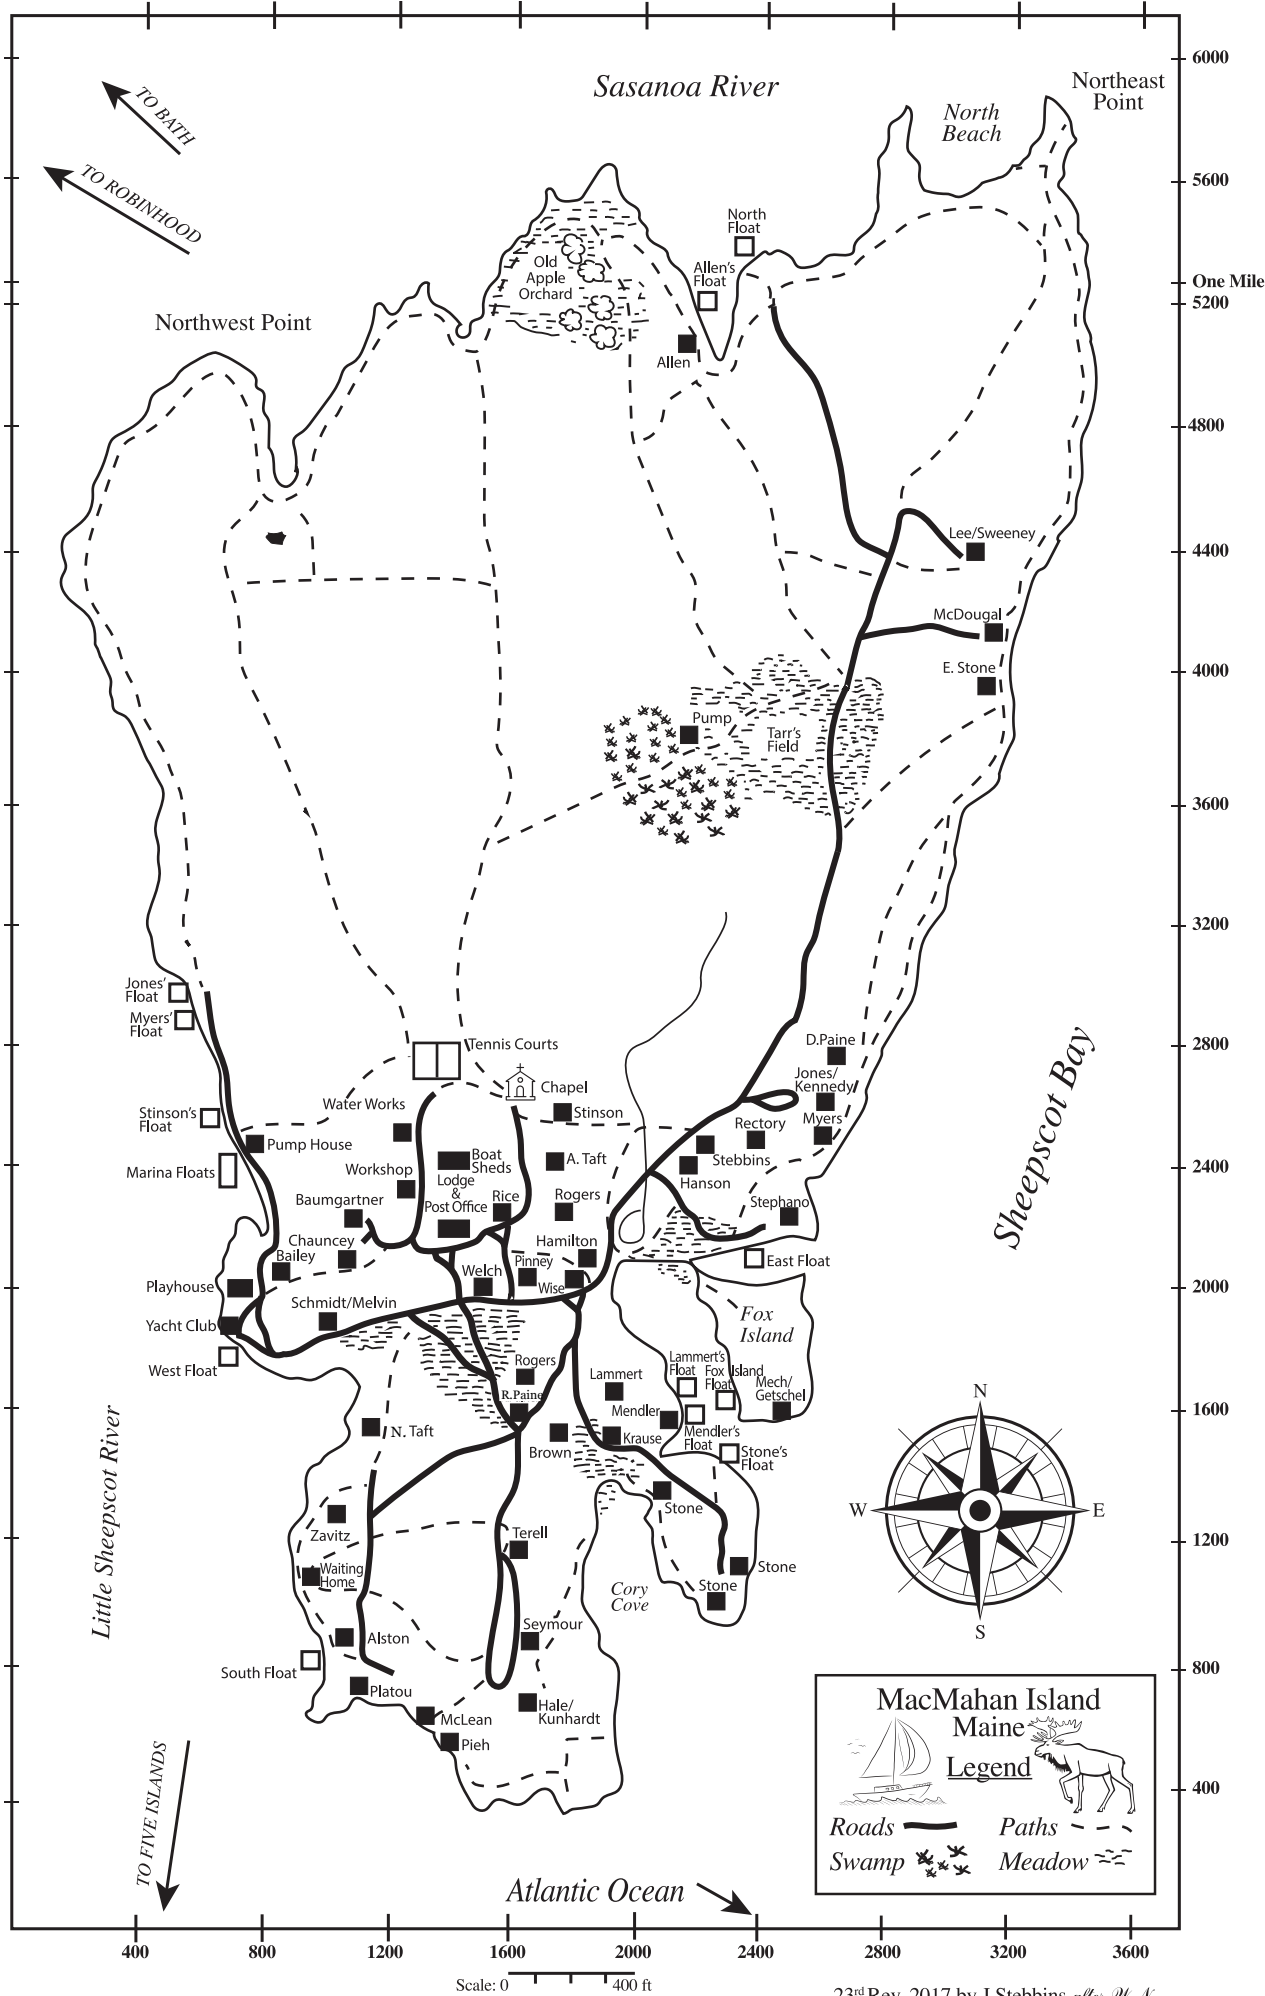 Sasanoa River
Northeast
Point
North
Beach
6000
TO BATH
TO ROBINHOOD
5600
North
Float
Allen's
Float
Old
Apple
Orchard
One Mile
5200
Northwest Point
Allen
4800
Lee/Sweeney
4400
McDougal
E. Stone
4000
Pump
Tarr's
Field
3600
3200
Jones'
Float
Myers'
Float
D.Paine
2800
Tennis Courts
Jones/
Kennedy
Chapel
Water Works
Stinson
Stinson's
Float
Myers
Rectory
Pump House
Boat
Sheds
A. Taft
Stebbins
2400
Marina Floats
Workshop
Lodge
&
Post Office
Hanson
Baumgartner
Rice
Rogers
Stephano
Chauncey
Hamilton
Bailey
Pinney
East Float
Welch
Wise
2000
Playhouse
Schmidt/Melvin
Fox
Island
Yacht Club
West Float
Rogers
Lammert
Lammert's
Float
Fox Island
Float
Mech/
Getschel
R.Paine
Mendler
1600
N
N. Taft
Krause
Mendler's
Float
Brown
Stone's
Float
Stone
W
E
Zavitz
Terell
1200
Waiting
Home
Stone
Stone
Cory
Cove
S
Seymour
Alston
South Float
800
Platou
Hale/
Kunhardt
McLean
Pieh
Sheepscot Bay
Little Sheepscot River
TO FIVE ISLANDS
MacMahan Island
Maine
Legend
400
Roads
Paths
Swamp
Meadow
Atlantic Ocean
400
800
1200
1600
2000
2400
2800
3200
3600
Scale: 0
400 ft
23rd Rev. 2017 by J.Stebbins